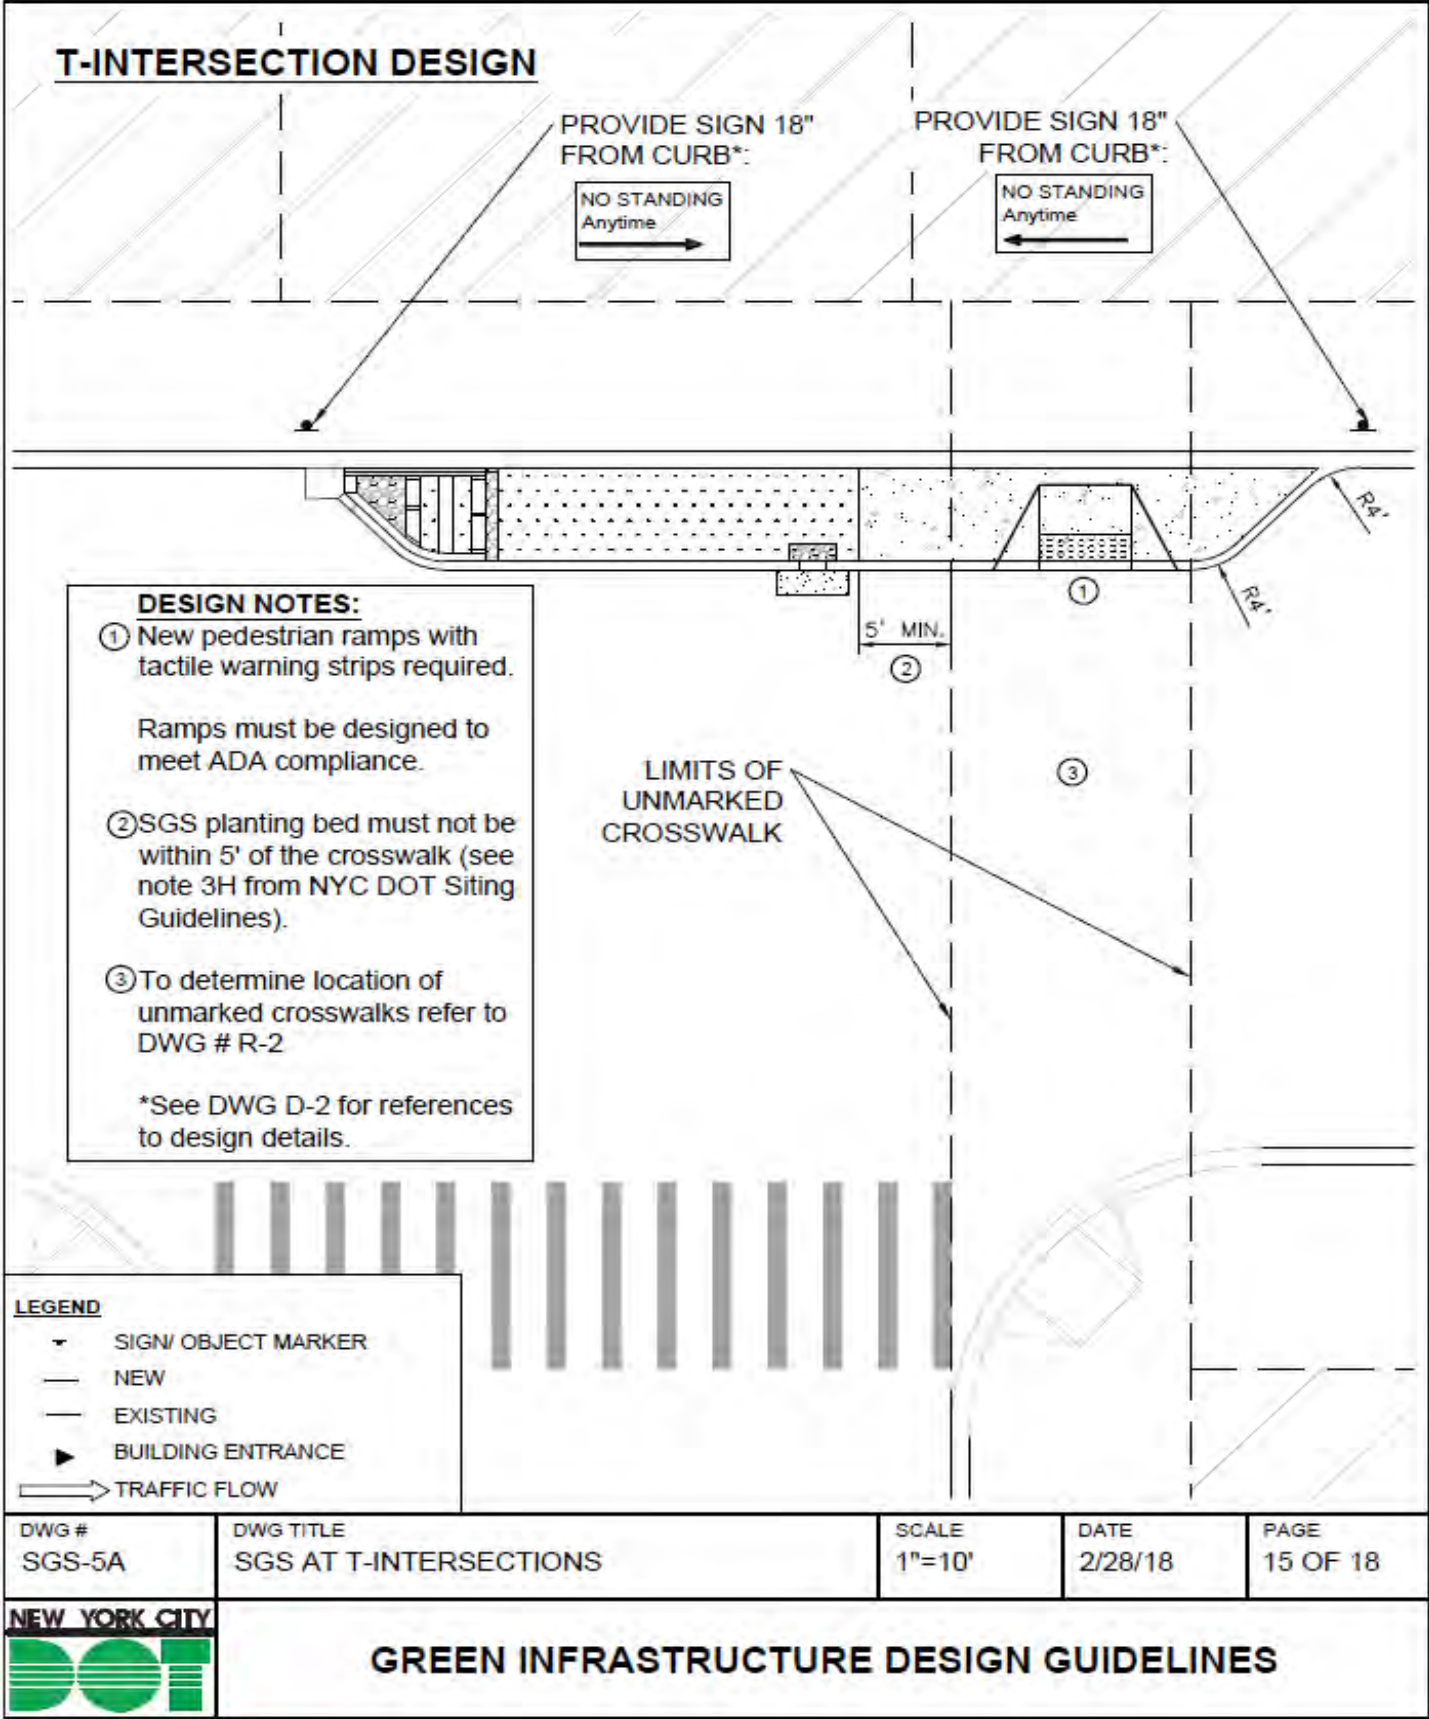 T-INTERSECTION DESIGN
PROVIDE SIGN 18"
FROM CURB*:
NO STANDING
Anytime
PROVIDE SIGN 18"
FROM CURB*:
NO STANDING
Anytime
R4'
R4'
1
5' MIN.
2
3
LIMITS OF
UNMARKED
CROSSWALK
DESIGN NOTES:
1 New pedestrian ramps with
tactile warning strips required.
Ramps must be designed to
meet ADA compliance.
2 SGS planting bed must not be
within 5' of the crosswalk (see
note 3H from NYC DOT Siting
Guidelines).
3 To determine location of
unmarked crosswalks refer to
DWG # R-2
*See DWG D-2 for references
to design details.
LEGEND
SIGN/ OBJECT MARKER
NEW
EXISTING
BUILDING ENTRANCE
TRAFFIC FLOW
DWG #
SGS-5A
DWG TITLE
SGS AT T-INTERSECTIONS
SCALE
1"=10'
DATE
2/28/18
PAGE
15 OF 18
NEW YORK CITY
DOT
GREEN INFRASTRUCTURE DESIGN GUIDELINES